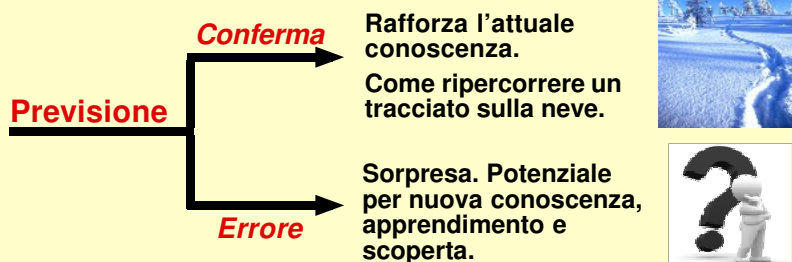 Previsione
Conferma
Rafforza l'attuale
conoscenza.
Come ripercorrere un
tracciato sulla neve.
Errore
Sorpresa. Potenziale
per nuova conoscenza,
apprendimento e
scoperta.